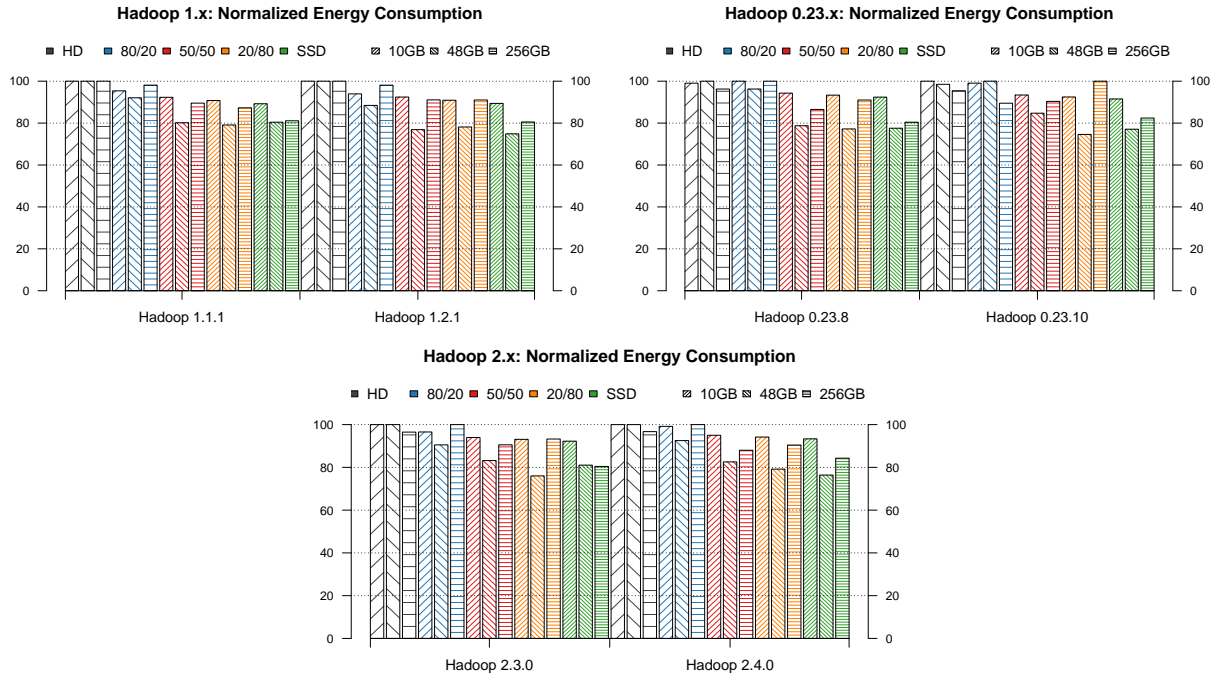 Hadoop 1.x: Normalized Energy Consumption
HD 80/20 50/50 20/80 SSD 10GB 48GB 256GB
100 100
80 80
60 60
40 40
20 20
0 0
Hadoop 1.1.1 Hadoop 1.2.1
Hadoop 0.23.x: Normalized Energy Consumption
HD 80/20 50/50 20/80 SSD 10GB 48GB 256GB
100 100
80 80
60 60
40 40
20 20
0 0
Hadoop 0.23.8 Hadoop 0.23.10
Hadoop 2.x: Normalized Energy Consumption
HD 80/20 50/50 20/80 SSD 10GB 48GB 256GB
100 100
80 80
60 60
40 40
20 20
0 0
Hadoop 2.3.0 Hadoop 2.4.0